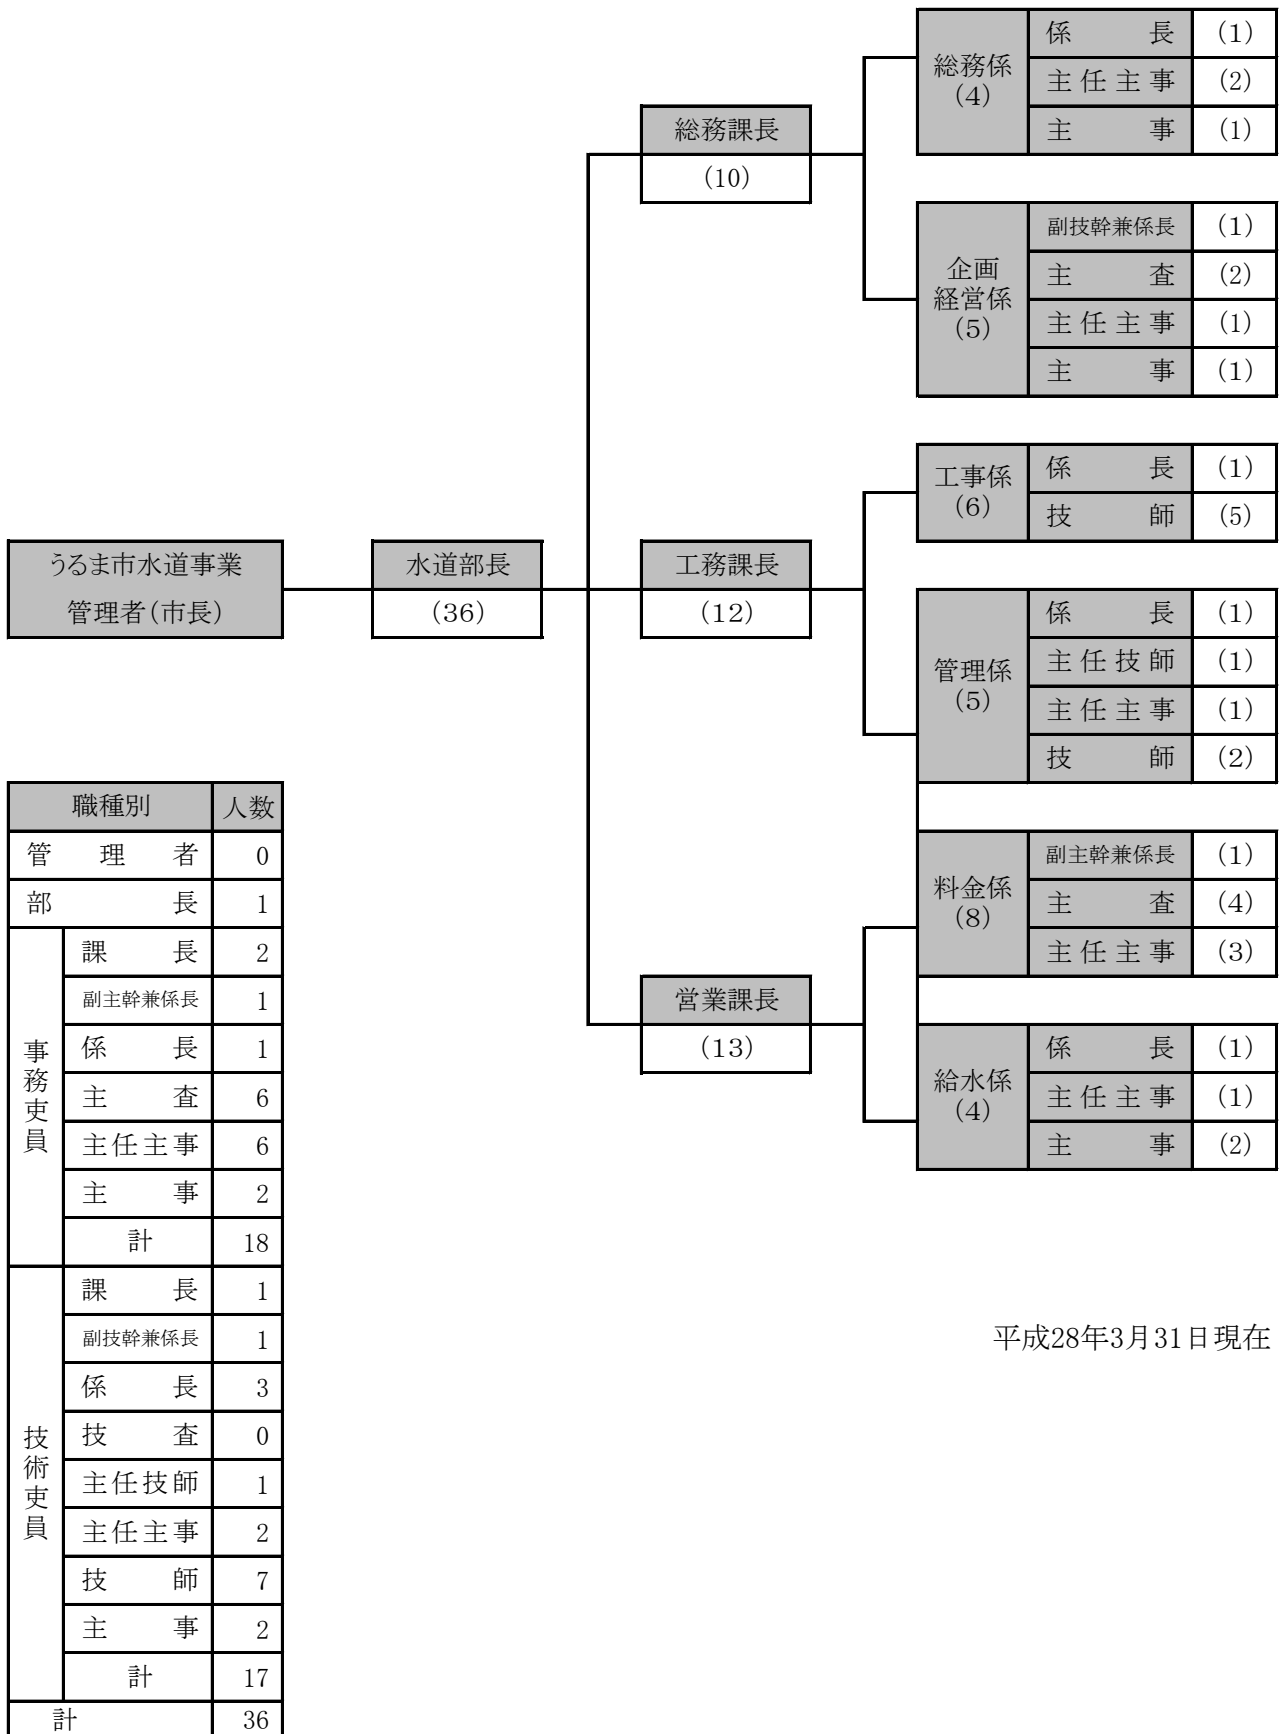 うるま市水道事業
管理者(市長)
水道部長
(36)
総務課長
(10)
総務係
(4)
係長 (1)
主任主事 (2)
主事 (1)
企画
経営係
(5)
副技幹兼係長 (1)
主査 (2)
主任主事 (1)
主事 (1)
工務課長
(12)
工事係
(6)
係長 (1)
技師 (5)
管理係
(5)
係長 (1)
主任技師 (1)
主任主事 (1)
技師 (2)
営業課長
(13)
料金係
(8)
副主幹兼係長 (1)
主査 (4)
主任主事 (3)
給水係
(4)
係長 (1)
主任主事 (1)
主事 (2)
職種別 人数
管理者 0
部長 1
事務吏員
課長 2
副主幹兼係長 1
係長 1
主査 6
主任主事 6
主事 2
計 18
技術吏員
課長 1
副技幹兼係長 1
係長 3
技査 0
主任技師 1
主任主事 2
技師 7
主事 2
計 17
計 36
平成28年3月31日現在